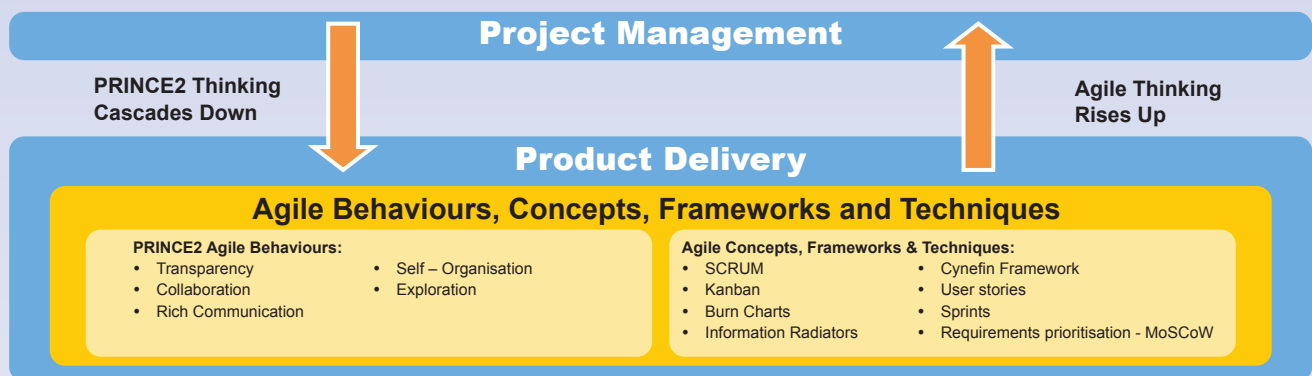 Project Management
PRINCE2 Thinking
Cascades Down
Agile Thinking
Rises Up
Product Delivery
Agile Behaviours, Concepts, Frameworks and Techniques
PRINCE2 Agile Behaviours:
• Transparency
• Collaboration
• Rich Communication
• Self – Organisation
• Exploration
Agile Concepts, Frameworks & Techniques:
• SCRUM
• Kanban
• Burn Charts
• Information Radiators
• Cynefin Framework
• User stories
• Sprints
• Requirements prioritisation - MoSCoW